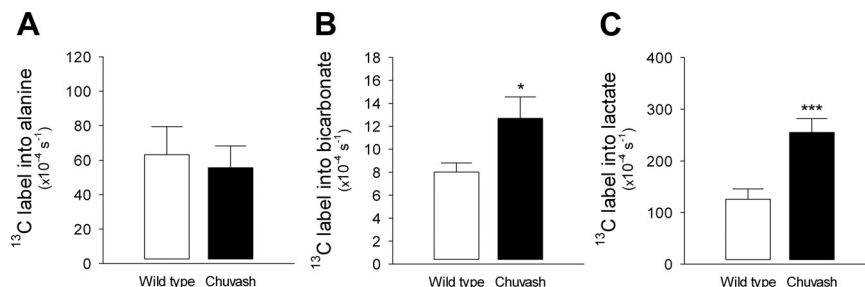 A
¹³C label into alanine
(x10⁻⁴ s⁻¹)
120
100
80
60
40
20
0
Wild type Chuvash
B
¹³C label into bicarbonate
(x10⁻⁴ s⁻¹)
18
16
14
12
10
8
6
4
2
0
*
Wild type Chuvash
C
¹³C label into lactate
(x10⁻⁴ s⁻¹)
400
300
200
100
0
***
Wild type Chuvash